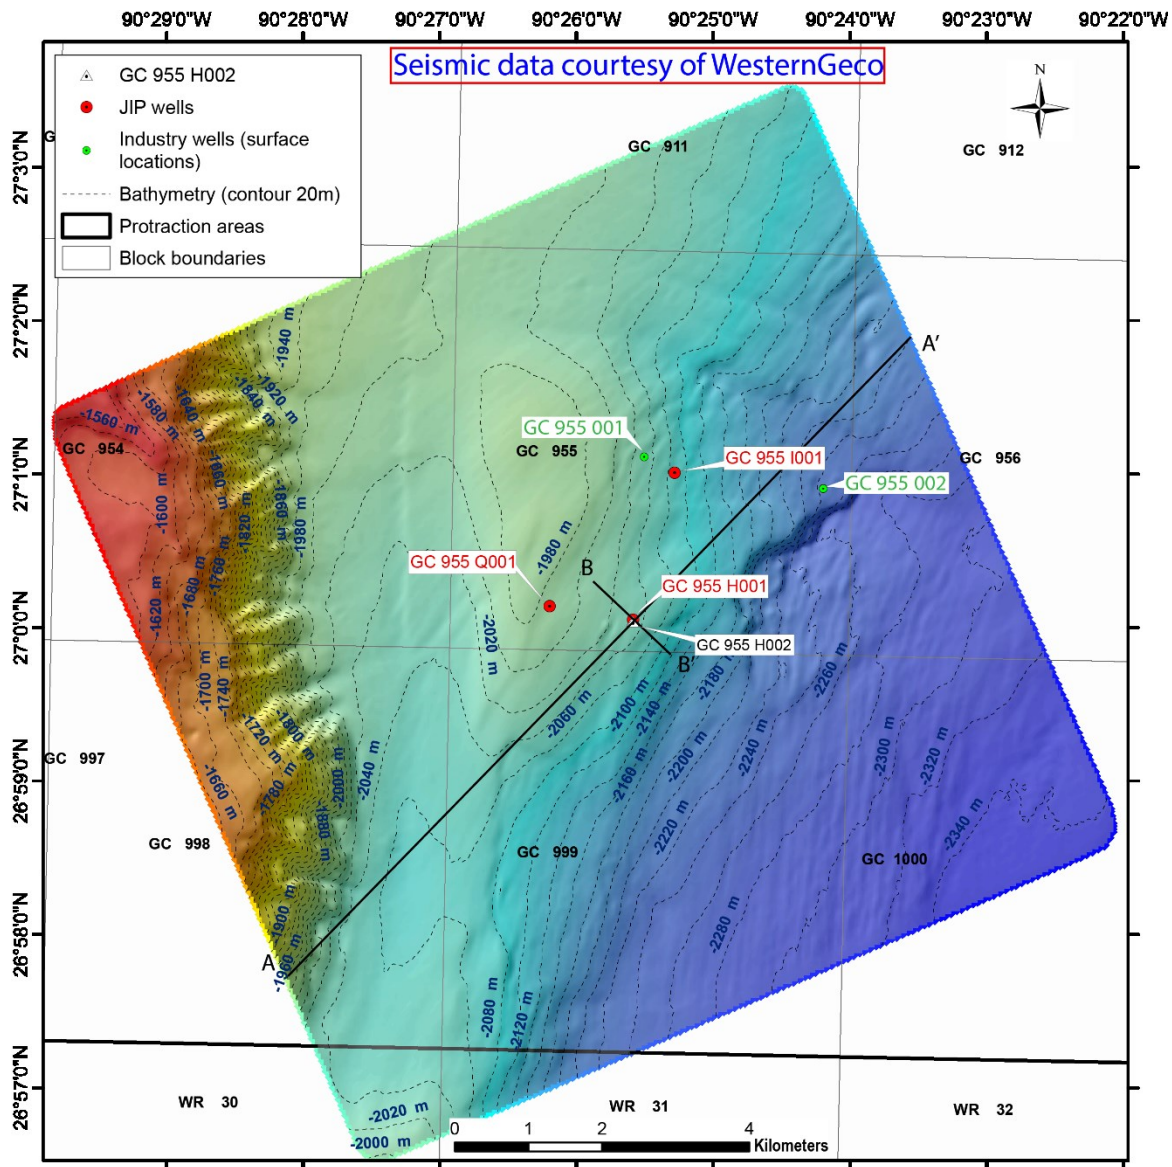 90°29'0"W 90°28'0"W 90°27'0"W 90°26'0"W 90°25'0"W 90°24'0"W 90°23'0"W 90°22'0"W
Seismic data courtesy of WesternGeco
N
GC 955 H002
JIP wells
Industry wells (surface
locations)
Bathymetry (contour 20m)
Protraction areas
Block boundaries
G
GC 911
GC 912
27°3'0"N
27°2'0"N
27°1'0"N
27°0'0"N
26°59'0"N
26°58'0"N
26°57'0"N
-1940 m
-1920 m
-1840 m
-1640 m
-1580 m
-1560 m
A'
GC 954
GC 955 001
GC 955
GC 955 I001
GC 956
GC 955 002
-1660 m
-1600 m
-1820 m
-1860 m
-1980 m
-1980 m
-1760 m
-1680 m
-1620 m
GC 955 Q001
B
GC 955 H001
GC 955 H002
B'
-2020 m
-1700 m
-1740 m
-2060 m
-2100 m
-2140 m
-2180 m
-2260 m
-1720 m
-1800 m
-2160 m
-2200 m
-2240 m
-2300 m
-2320 m
GC 997
-1660 m
-1780 m
-2000 m
-2040 m
-1880 m
-2220 m
-2340 m
GC 998
GC 999
GC 1000
-1900 m
-2280 m
A
-1960 m
-2080 m
-2120 m
WR 30
WR 31
WR 32
-2020 m
-2000 m
0 1 2 4
Kilometers